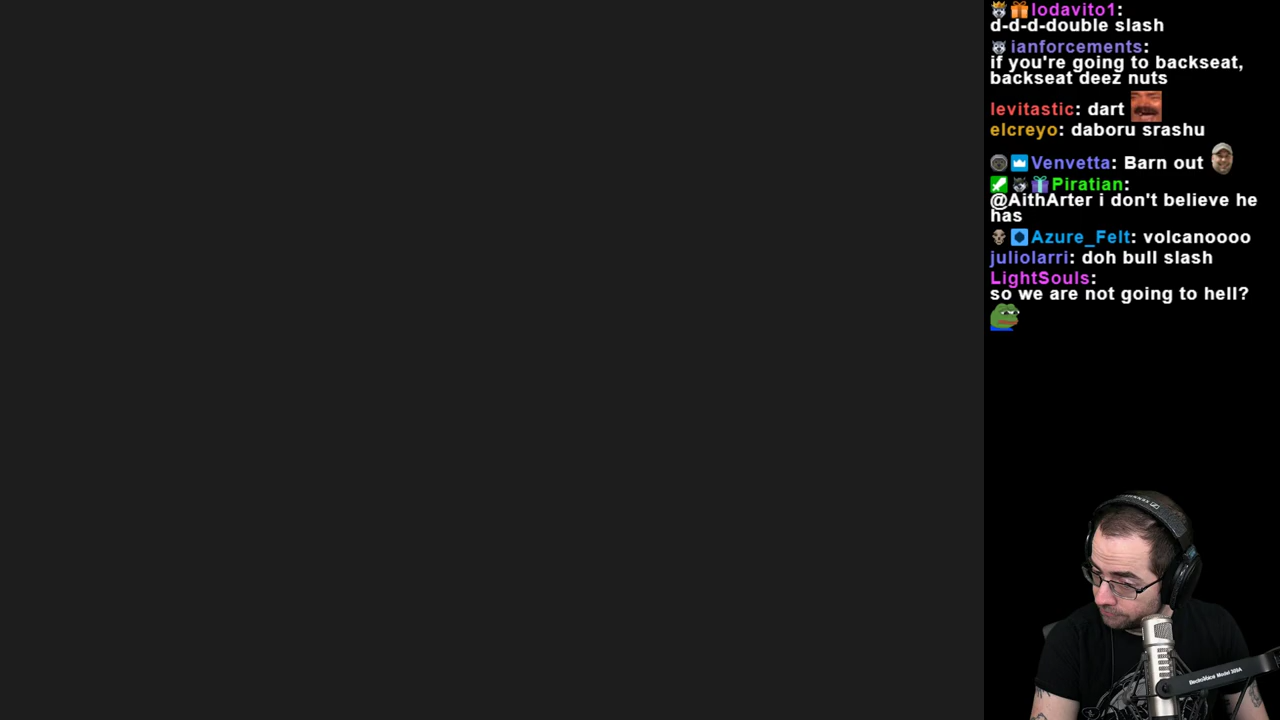 lodavito1:
d-d-d-double slash
ianforcements:
if you're going to backseat,
backseat deez nuts
levitastic: dart
elcreyo: daboru srashu
Venvetta: Barn out
Piratian:
@AithArter i don't believe he
has
Azure_Felt: volcanoooo
juliolarri: doh bull slash
LightSouls:
so we are not going to hell?